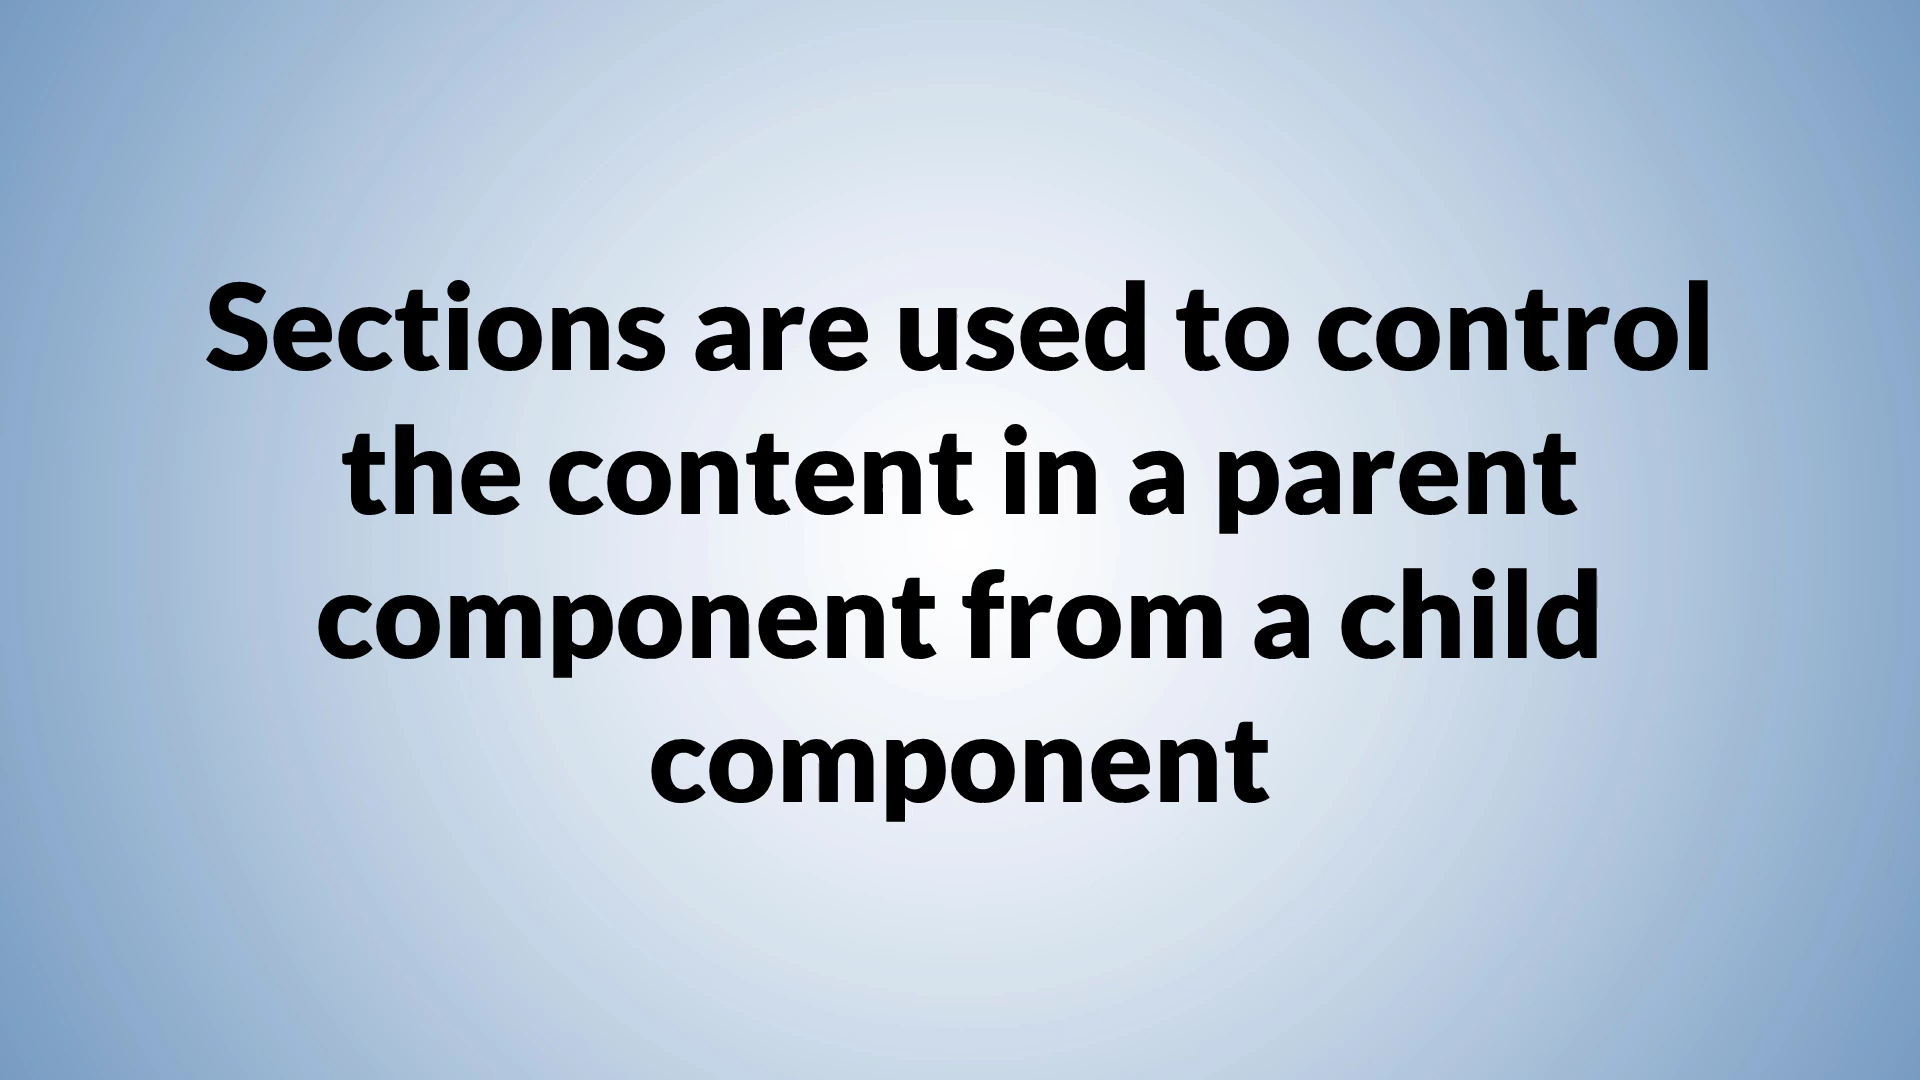 Sections are used to control
the content in a parent
component from a child
component